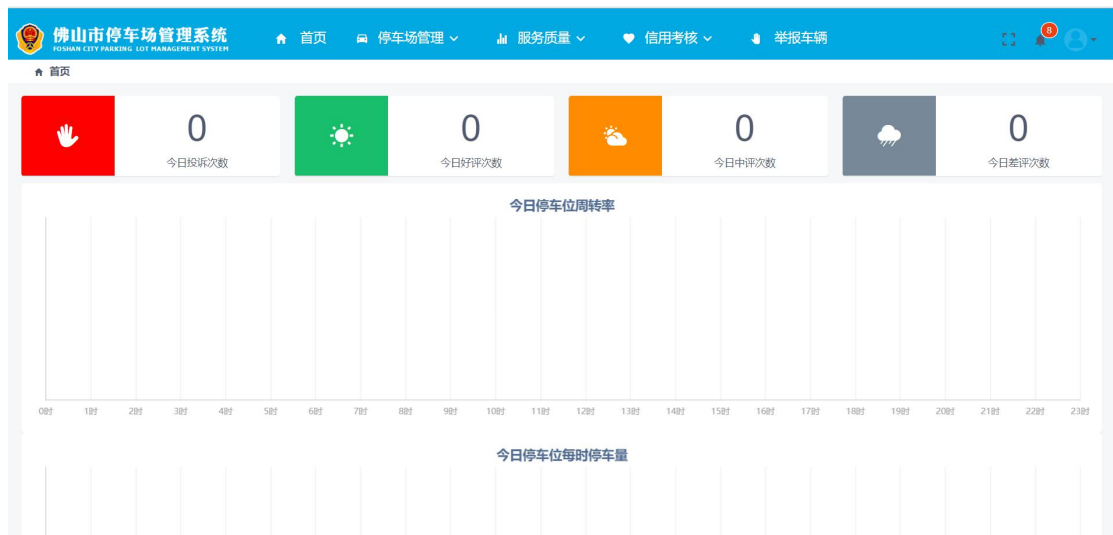 佛山市停车场管理系统
FOSHAN CITY PARKING LOT MANAGEMENT SYSTEM
首页 停车场管理 服务质量 信用考核 举报车辆 8
首页
0 0 0 0
今日投诉次数 今日好评次数 今日中评次数 今日差评次数
今日停车位周转率
0时 1时 2时 3时 4时 5时 6时 7时 8时 9时 10时 11时 12时 13时 14时 15时 16时 17时 18时 19时 20时 21时 22时 23时
今日停车位每时停车量